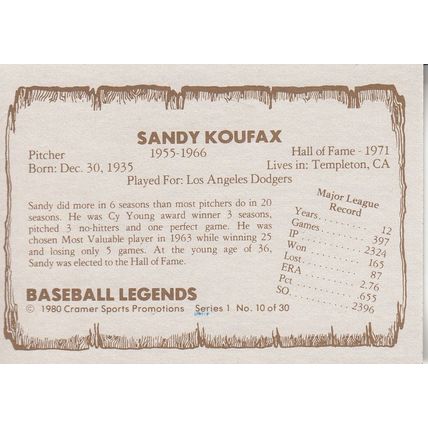 SANDY KOUFAX
Pitcher 1955-1966 Hall of Fame - 1971
Born: Dec. 30, 1935 Lives in: Templeton, CA
Played For: Los Angeles Dodgers
Sandy did more in 6 seasons than most pitchers do in 20
seasons. He was Cy Young award winner 3 seasons,
pitched 3 no-hitters and one perfect game. He was
chosen Most Valuable player in 1963 while winning 25
and losing only 5 games. At the young age of 36,
Sandy was elected to the Hall of Fame.
Major League
Record
Years 12
Games 397
IP 2324
Won 165
Lost 87
ERA 2.76
Pct .655
SO 2396
BASEBALL LEGENDS
© 1980 Cramer Sports Promotions Series 1 No. 10 of 30